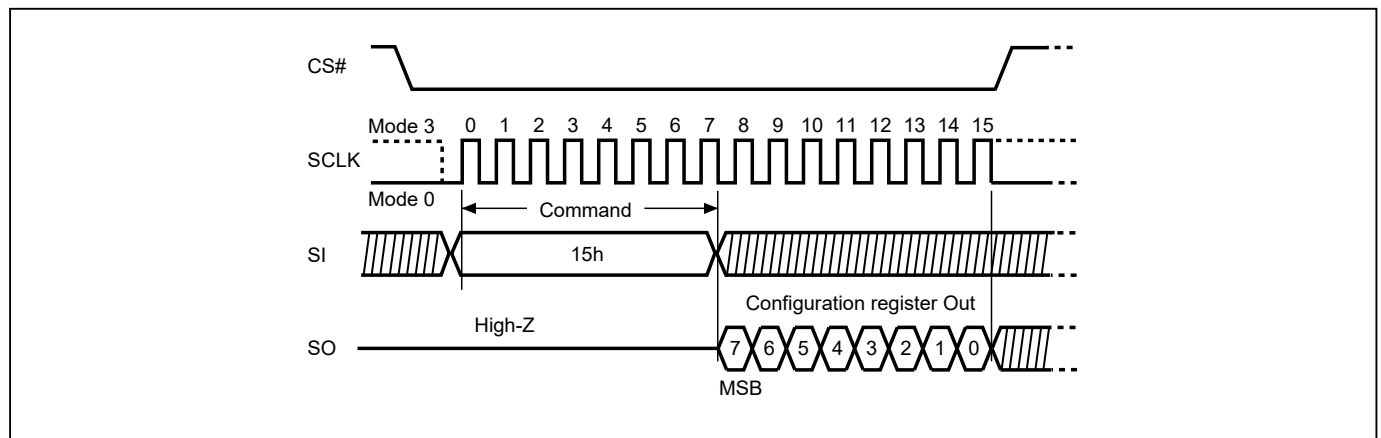 CS#
Mode 3 0 1 2 3 4 5 6 7 8 9 10 11 12 13 14 15
SCLK
Mode 0
Command
SI 15h
Configuration register Out
High-Z
SO 7 6 5 4 3 2 1 0
MSB